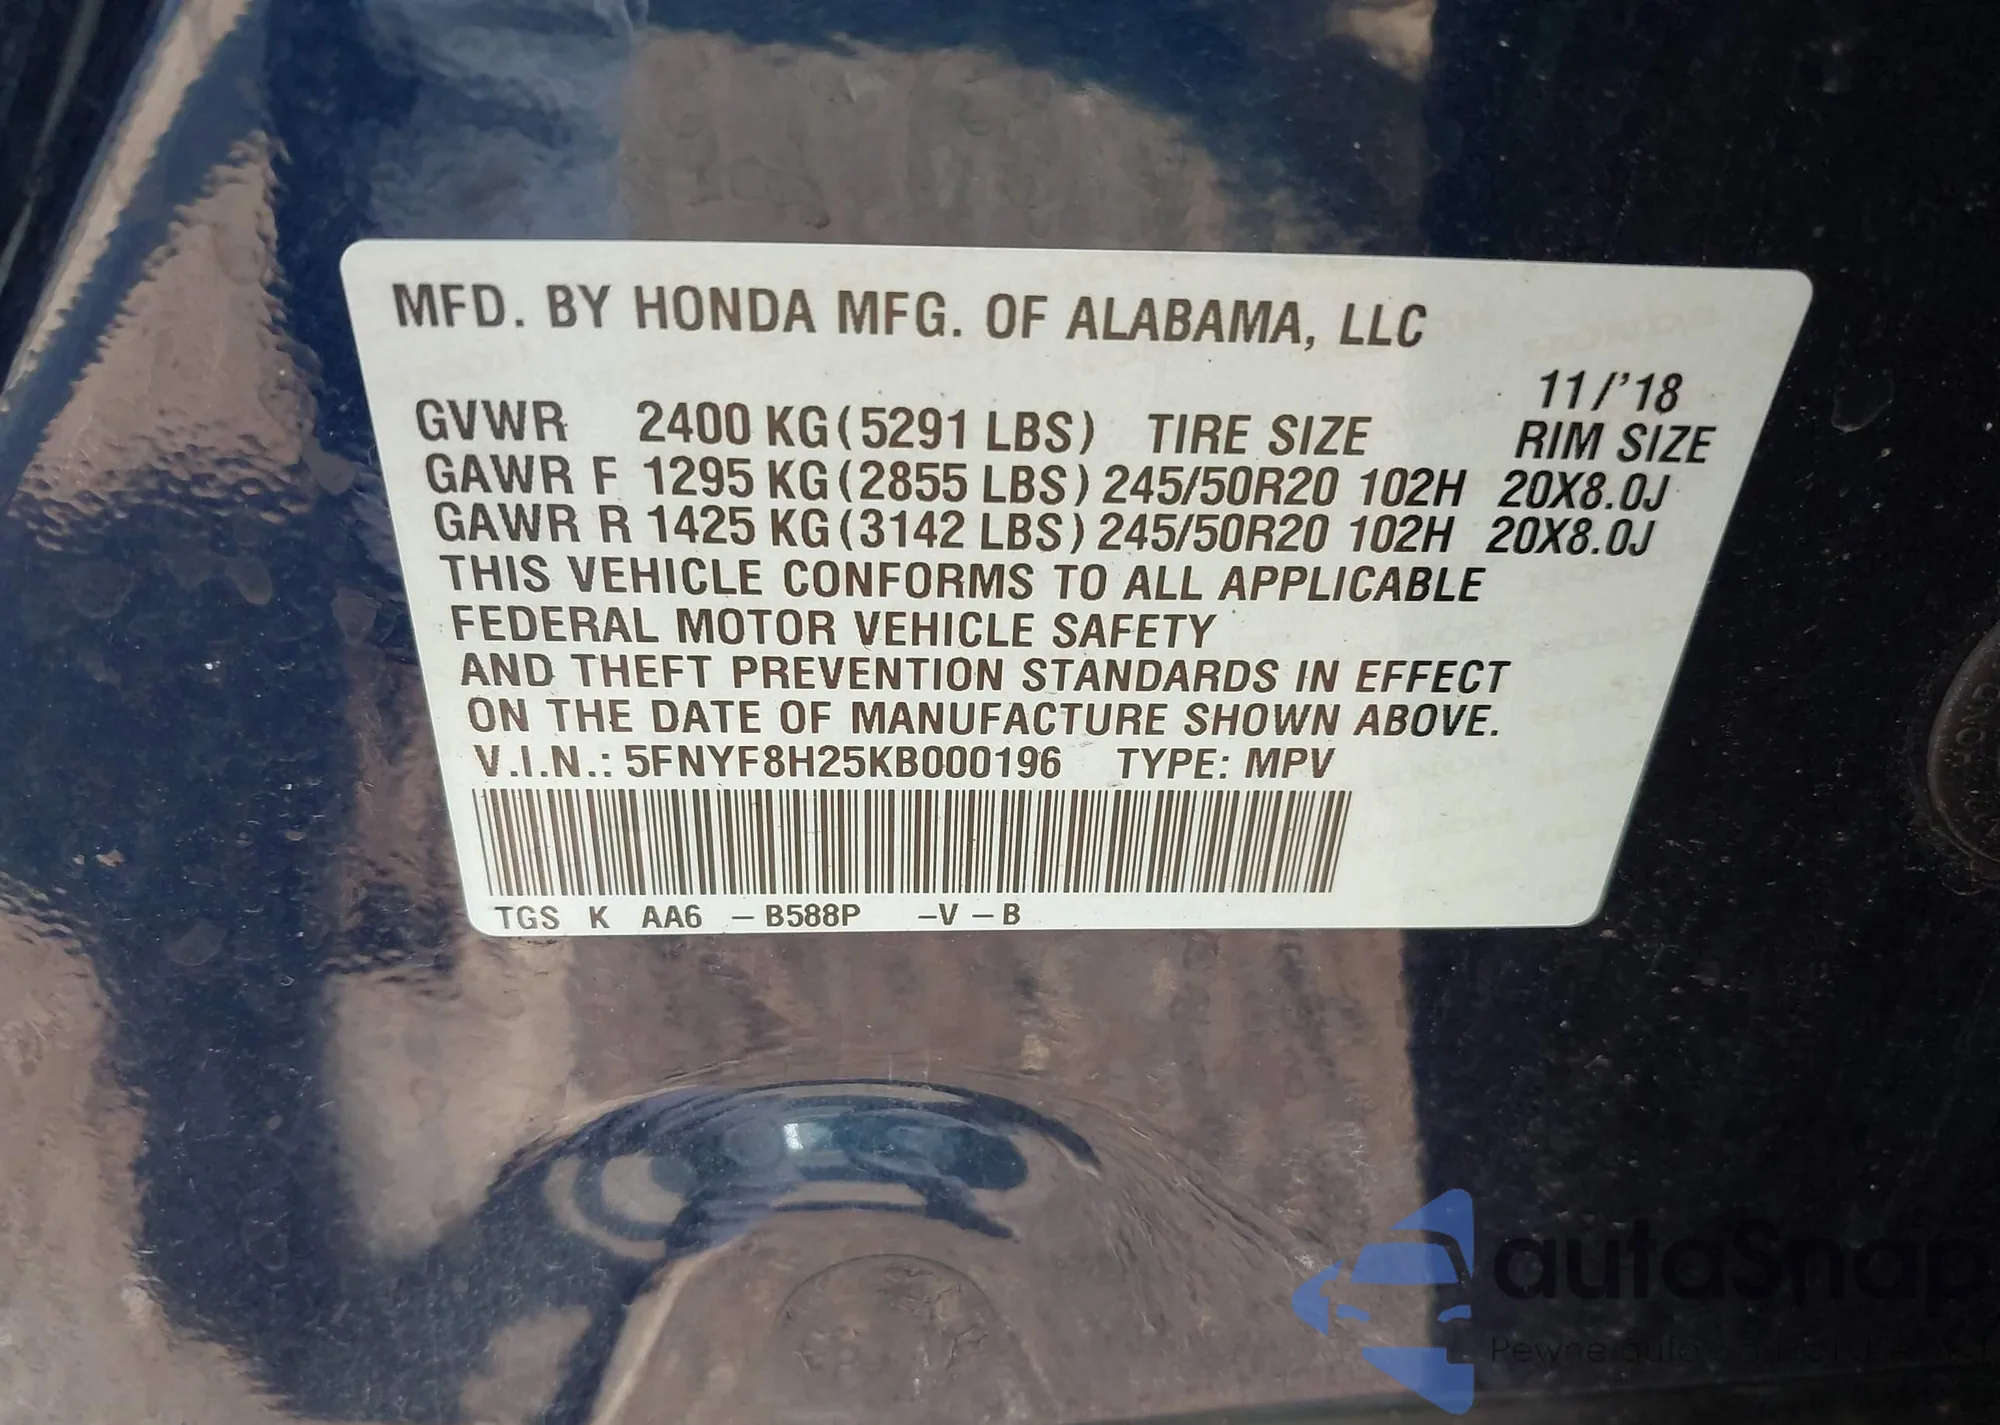 MFD. BY HONDA MFG. OF ALABAMA, LLC
11/'18
GVWR 2400 KG (5291 LBS) TIRE SIZE RIM SIZE
GAWR F 1295 KG (2855 LBS) 245/50R20 102H 20X8.0J
GAWR R 1425 KG (3142 LBS) 245/50R20 102H 20X8.0J
THIS VEHICLE CONFORMS TO ALL APPLICABLE
FEDERAL MOTOR VEHICLE SAFETY
AND THEFT PREVENTION STANDARDS IN EFFECT
ON THE DATE OF MANUFACTURE SHOWN ABOVE.
V.I.N.: 5FNYF8H25KB000196 TYPE: MPV
TGS K AA6 – B588P –V – B
autaSnap
Pewne auta